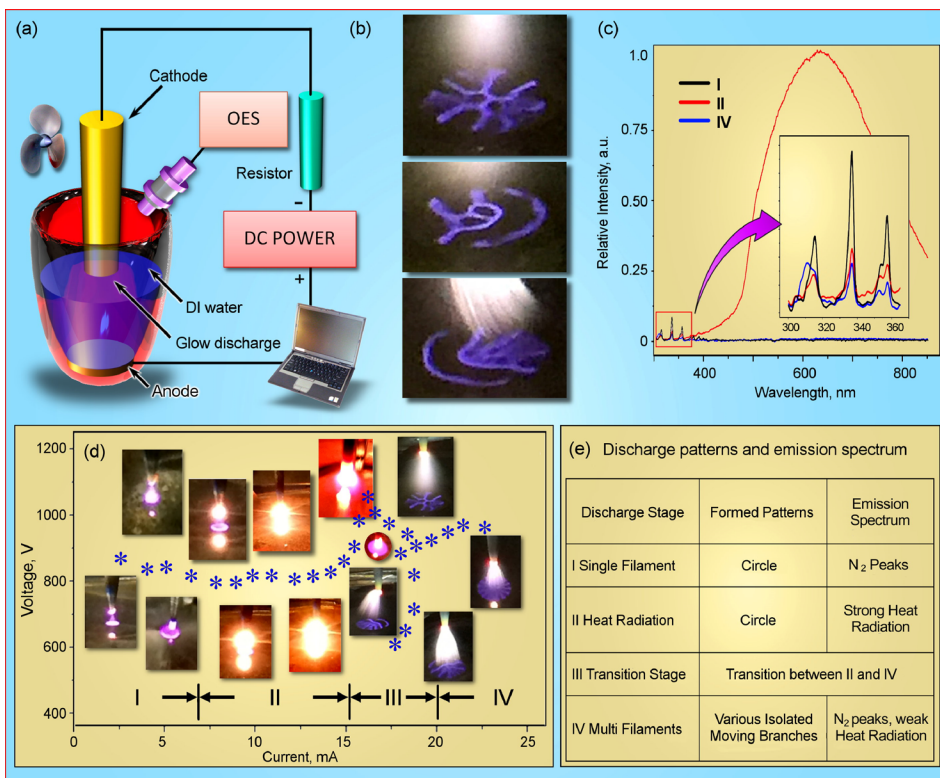 (a)
Cathode
OES
Resistor
−
DC POWER
+
DI water
Glow discharge
Anode
(b)
(c)
Relative Intensity, a.u.
1.0
0.75
0.50
0.25
0
I
II
IV
300 320 340 360
400 600 800
Wavelength, nm
(d)
Voltage, V
1200
1000
800
600
400
I II III IV
0 5 10 15 20 25
Current, mA
(e) Discharge patterns and emission spectrum
Discharge Stage Formed Patterns Emission
Spectrum
I Single Filament Circle N2 Peaks
II Heat Radiation Circle Strong Heat
Radiation
III Transition Stage Transition between II and IV
IV Multi Filaments Various Isolated
Moving Branches
N2 peaks, weak
Heat Radiation